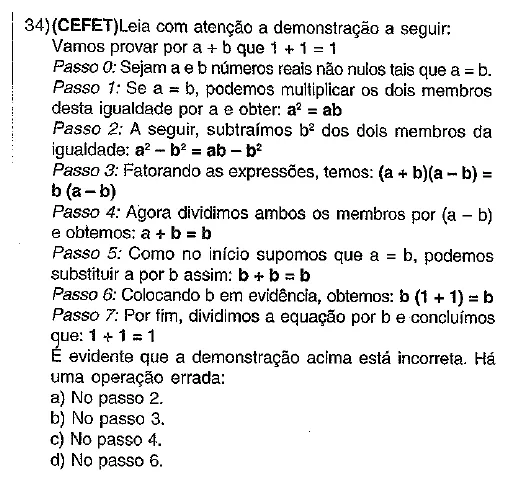 34)(CEFET)Leia com atenção a demonstração a seguir:
Vamos provar por a + b que 1 + 1 = 1
Passo 0: Sejam a e b números reais não nulos tais que a = b.
Passo 1: Se a = b, podemos multiplicar os dois membros
desta igualdade por a e obter: a² = ab
Passo 2: A seguir, subtraímos b² dos dois membros da
igualdade: a² – b² = ab – b²
Passo 3: Fatorando as expressões, temos: (a + b)(a – b) =
b (a – b)
Passo 4: Agora dividimos ambos os membros por (a – b)
e obtemos: a + b = b
Passo 5: Como no início supomos que a = b, podemos
substituir a por b assim: b + b = b
Passo 6: Colocando b em evidência, obtemos: b (1 + 1) = b
Passo 7: Por fim, dividimos a equação por b e concluímos
que: 1 + 1 = 1
É evidente que a demonstração acima está incorreta. Há
uma operação errada:
a) No passo 2.
b) No passo 3.
c) No passo 4.
d) No passo 6.